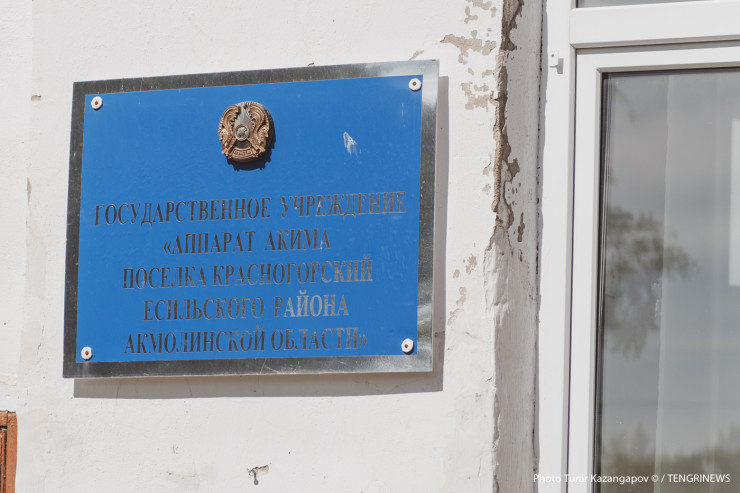 ГОСУДАРСТВЕННОЕ УЧРЕЖДЕНИЕ
«АППАРАТ АКИМА
ПОСЕЛКА КРАСНОГОРСКИЙ
ЕСИЛЬСКОГО РАЙОНА
АКМОЛИНСКОЙ ОБЛАСТИ»
Photo Turar Kazangapov © / TENGRINEWS